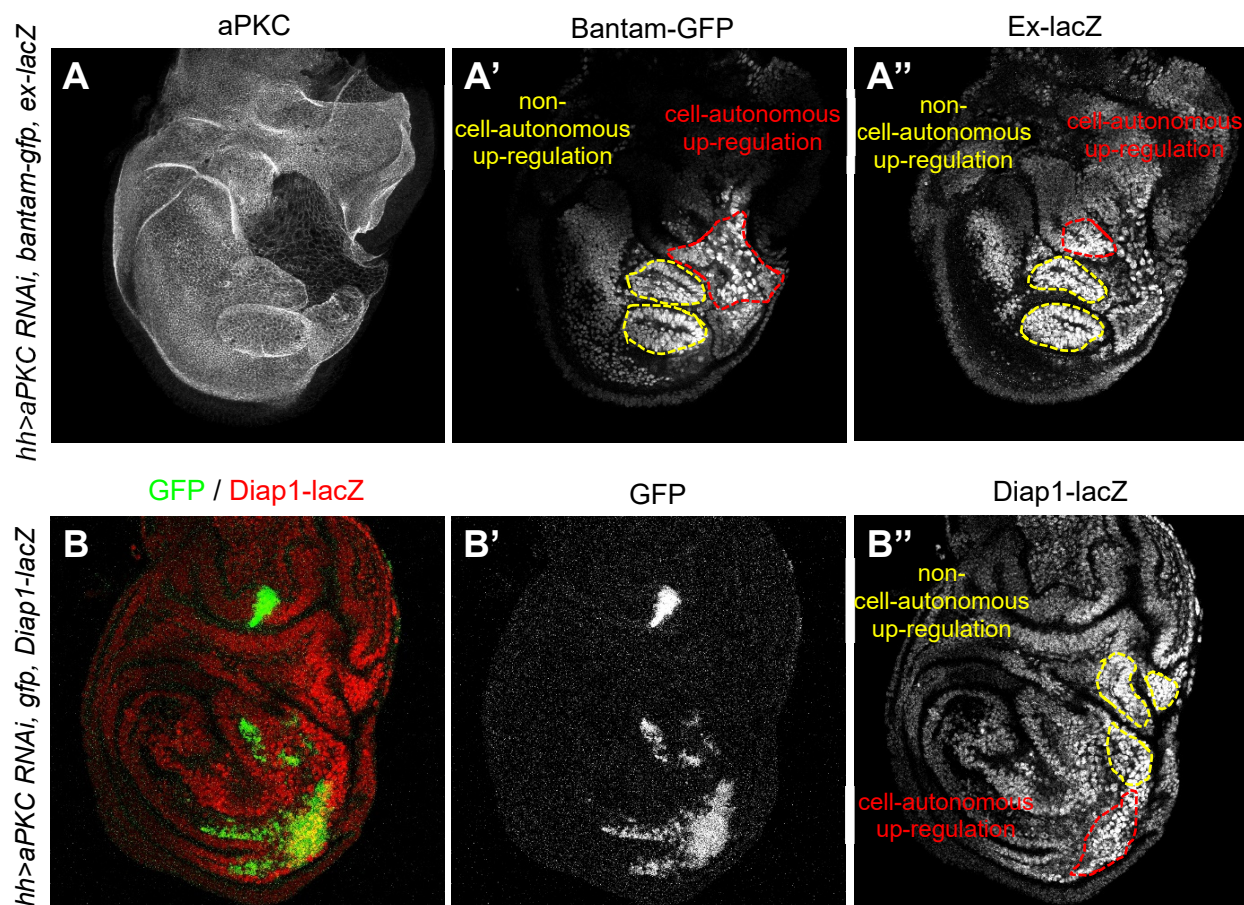 hh>aPKC RNAi, bantam-gfp, ex-lacZ
aPKC
Bantam-GFP
Ex-lacZ
A
A'
non-
cell-autonomous
up-regulation
cell-autonomous
up-regulation
A''
non-
cell-autonomous
up-regulation
cell-autonomous
up-regulation
hh>aPKC RNAi, gfp, Diap1-lacZ
GFP / Diap1-lacZ
GFP
Diap1-lacZ
B
B'
B''
non-
cell-autonomous
up-regulation
cell-autonomous
up-regulation